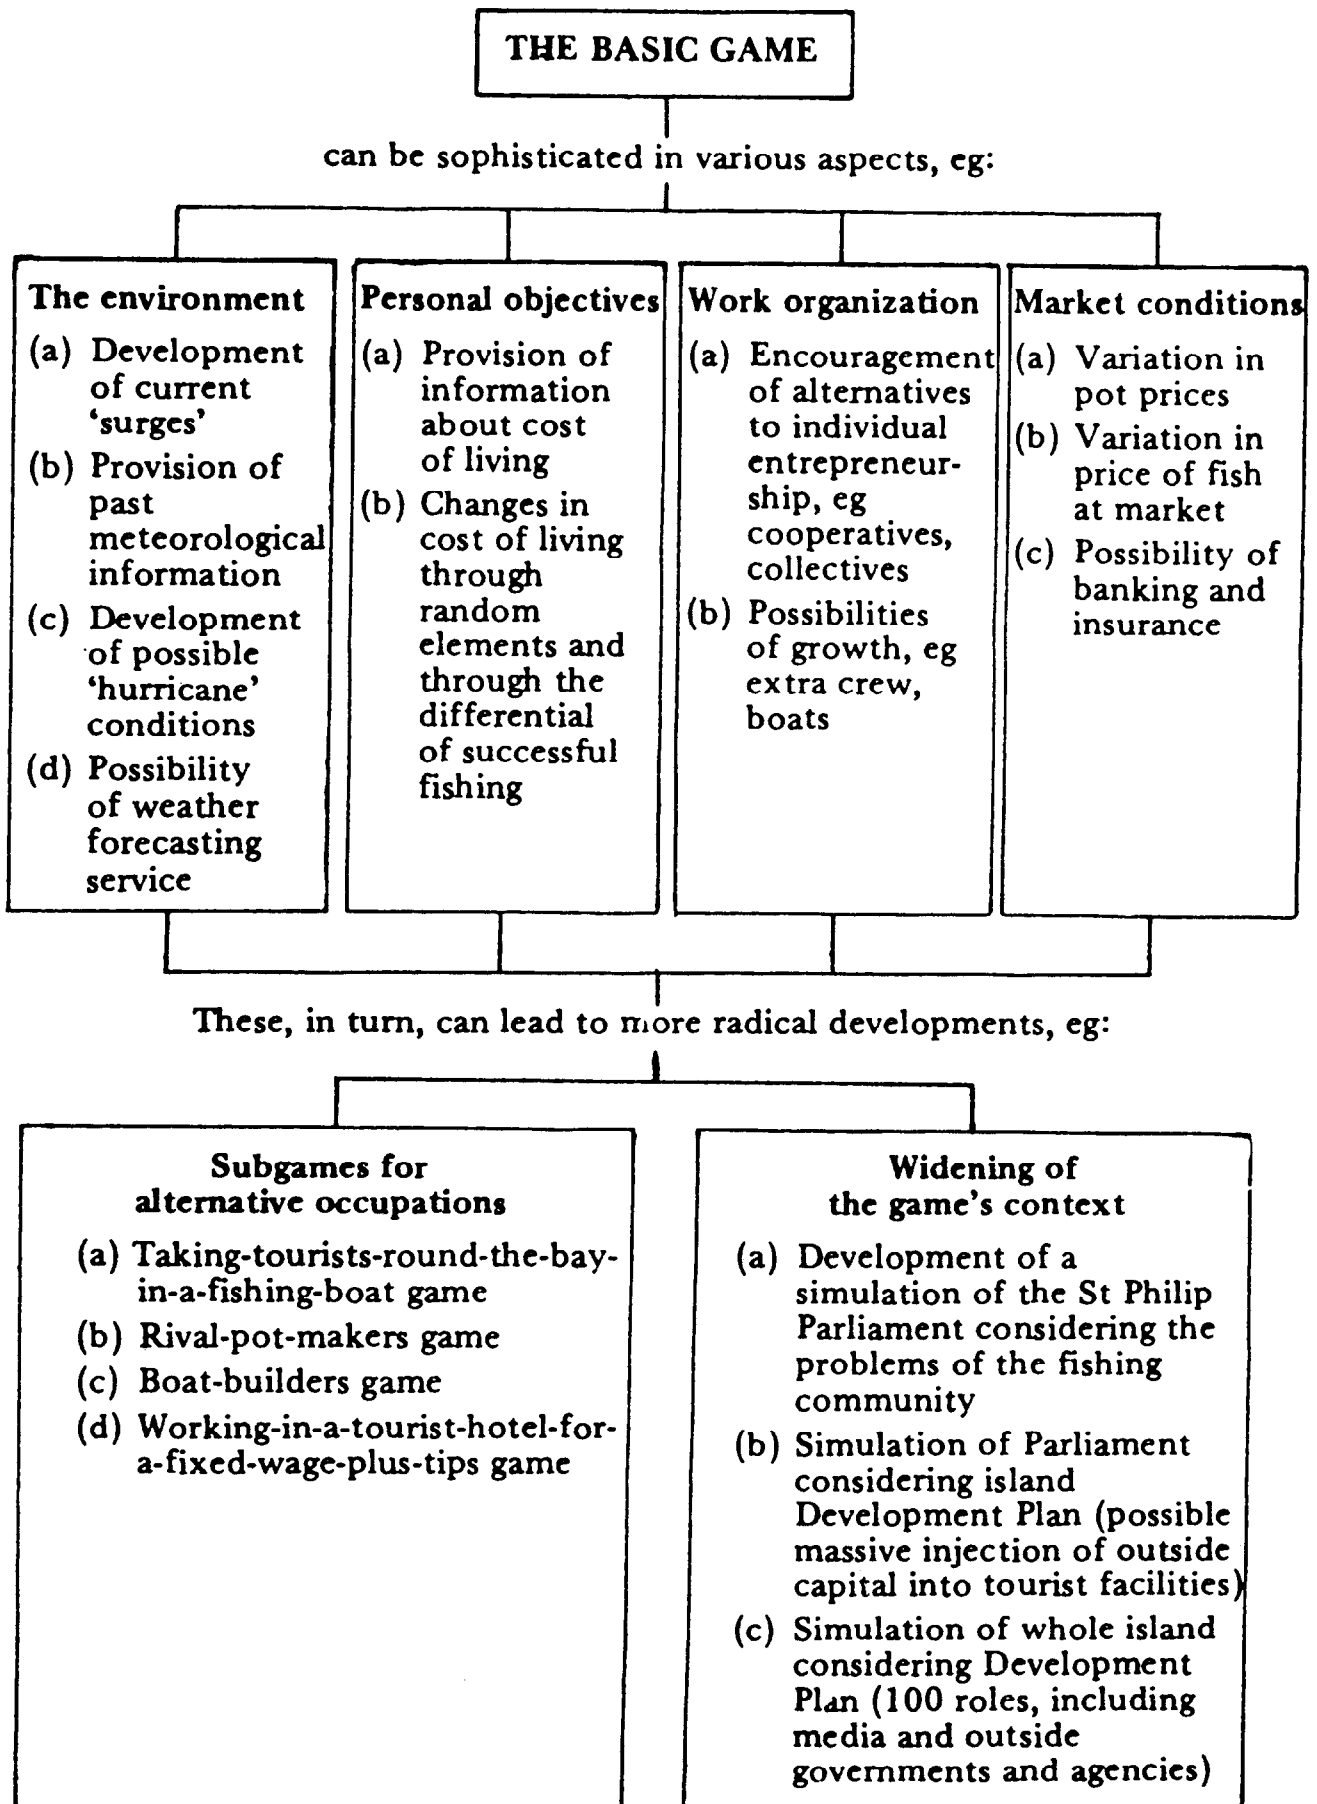 THE BASIC GAME
can be sophisticated in various aspects, eg:
The environment
(a) Development
of current
‘surges’
(b) Provision of
past
meteorological
information
(c) Development
of possible
‘hurricane’
conditions
(d) Possibility
of weather
forecasting
service
Personal objectives
(a) Provision of
information
about cost
of living
(b) Changes in
cost of living
through
random
elements and
through the
differential
of successful
fishing
Work organization
(a) Encouragement
of alternatives
to individual
entrepreneur-
ship, eg
cooperatives,
collectives
(b) Possibilities
of growth, eg
extra crew,
boats
Market conditions
(a) Variation in
pot prices
(b) Variation in
price of fish
at market
(c) Possibility of
banking and
insurance
These, in turn, can lead to more radical developments, eg:
Subgames for
alternative occupations
(a) Taking-tourists-round-the-bay-
in-a-fishing-boat game
(b) Rival-pot-makers game
(c) Boat-builders game
(d) Working-in-a-tourist-hotel-for-
a-fixed-wage-plus-tips game
Widening of
the game’s context
(a) Development of a
simulation of the St Philip
Parliament considering the
problems of the fishing
community
(b) Simulation of Parliament
considering island
Development Plan (possible
massive injection of outside
capital into tourist facilities)
(c) Simulation of whole island
considering Development
Plan (100 roles, including
media and outside
governments and agencies)